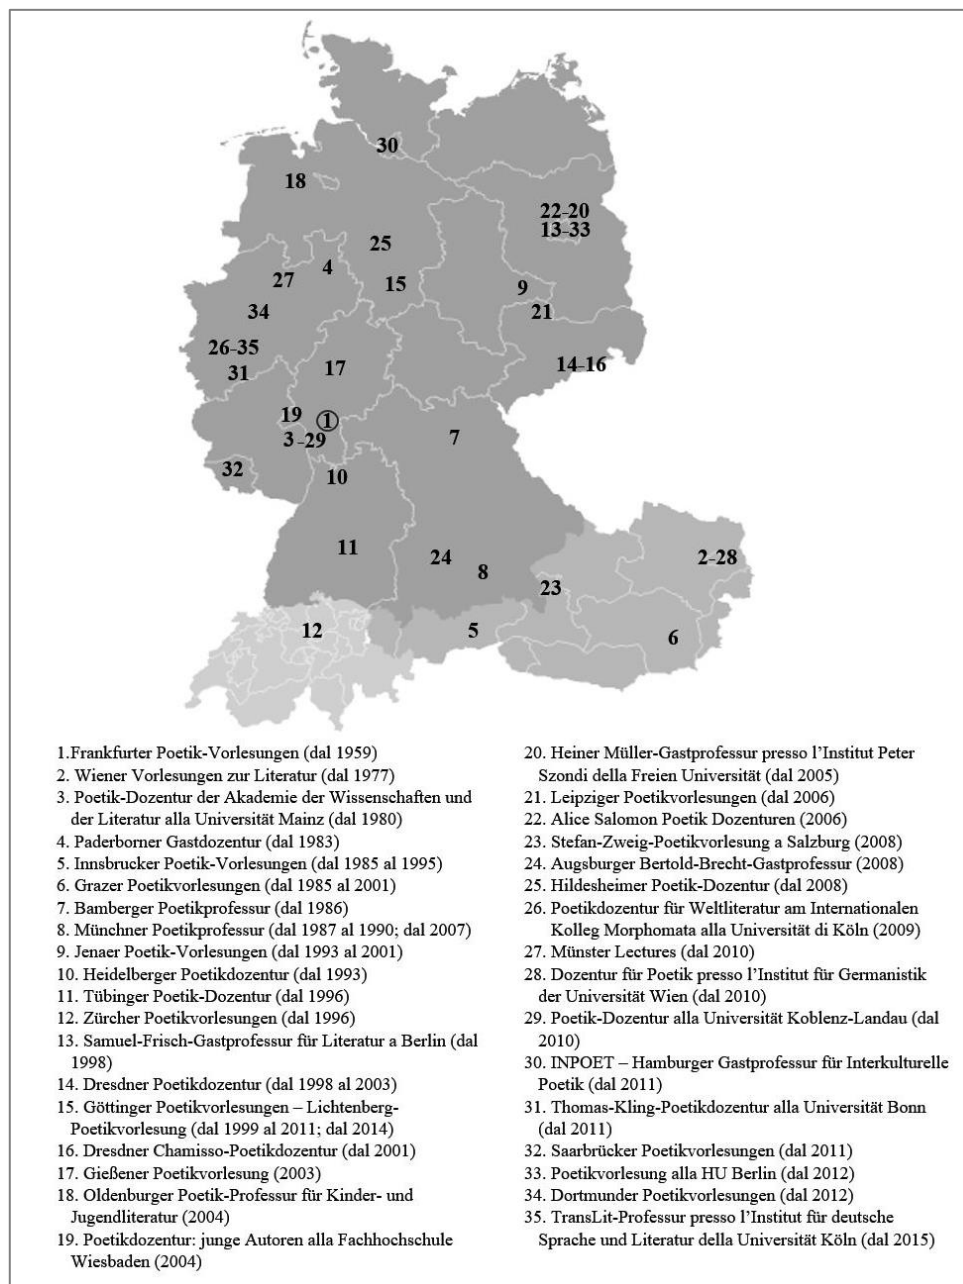 30
18
22-20
13-33
25
4
27
15
9
34
21
26-35
31
17
14-16
19
1
3-29
7
32
10
11
24
8
2-28
23
12
5
6
1.Frankfurter Poetik-Vorlesungen (dal 1959)
2. Wiener Vorlesungen zur Literatur (dal 1977)
3. Poetik-Dozentur der Akademie der Wissenschaften und
der Literatur alla Universität Mainz (dal 1980)
4. Paderborner Gastdozentur (dal 1983)
5. Innsbrucker Poetik-Vorlesungen (dal 1985 al 1995)
6. Grazer Poetikvorlesungen (dal 1985 al 2001)
7. Bamberger Poetikprofessur (dal 1986)
8. Münchner Poetikprofessur (dal 1987 al 1990; dal 2007)
9. Jenaer Poetik-Vorlesungen (dal 1993 al 2001)
10. Heidelberger Poetikdozentur (dal 1993)
11. Tübinger Poetik-Dozentur (dal 1996)
12. Zürcher Poetikvorlesungen (dal 1996)
13. Samuel-Frisch-Gastprofessur für Literatur a Berlin (dal
1998)
14. Dresdner Poetikdozentur (dal 1998 al 2003)
15. Göttinger Poetikvorlesungen – Lichtenberg-
Poetikvorlesung (dal 1999 al 2011; dal 2014)
16. Dresdner Chamisso-Poetikdozentur (dal 2001)
17. Gießener Poetikvorlesung (2003)
18. Oldenburger Poetik-Professur für Kinder- und
Jugendliteratur (2004)
19. Poetikdozentur: junge Autoren alla Fachhochschule
Wiesbaden (2004)
20. Heiner Müller-Gastprofessur presso l’Institut Peter
Szondi della Freien Universität (dal 2005)
21. Leipziger Poetikvorlesungen (dal 2006)
22. Alice Salomon Poetik Dozenturen (2006)
23. Stefan-Zweig-Poetikvorlesung a Salzburg (2008)
24. Augsburger Bertold-Brecht-Gastprofessur (2008)
25. Hildesheimer Poetik-Dozentur (dal 2008)
26. Poetikdozentur für Weltliteratur am Internationalen
Kolleg Morphomata alla Universität di Köln (2009)
27. Münster Lectures (dal 2010)
28. Dozentur für Poetik presso l’Institut für Germanistik
der Universität Wien (dal 2010)
29. Poetik-Dozentur alla Universität Koblenz-Landau (dal
2010)
30. INPOET – Hamburger Gastprofessur für Interkulturelle
Poetik (dal 2011)
31. Thomas-Kling-Poetikdozentur alla Universität Bonn
(dal 2011)
32. Saarbrücker Poetikvorlesungen (dal 2011)
33. Poetikvorlesung alla HU Berlin (dal 2012)
34. Dortmunder Poetikvorlesungen (dal 2012)
35. TransLit-Professur presso l’Institut für deutsche
Sprache und Literatur della Universität Köln (dal 2015)